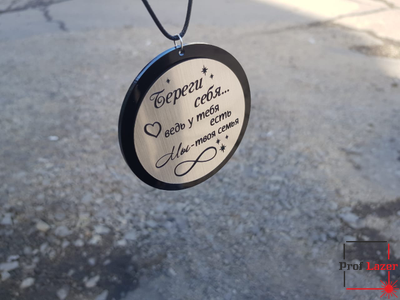 Береги
себя...
ведь у тебя
есть
Мы-твоя семья
Prof Lazer